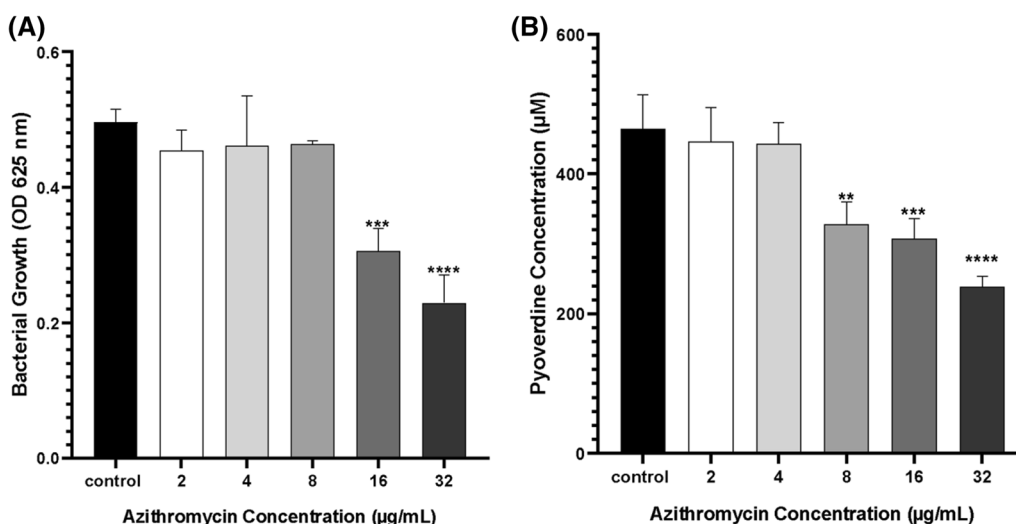 (A)
Bacterial Growth (OD 625 nm)
0.6
0.4
0.2
0.0
***
****
control 2 4 8 16 32
Azithromycin Concentration (µg/mL)
(B)
Pyoverdine Concentration (µM)
600
400
200
0
**
***
****
control 2 4 8 16 32
Azithromycin Concentration (µg/mL)